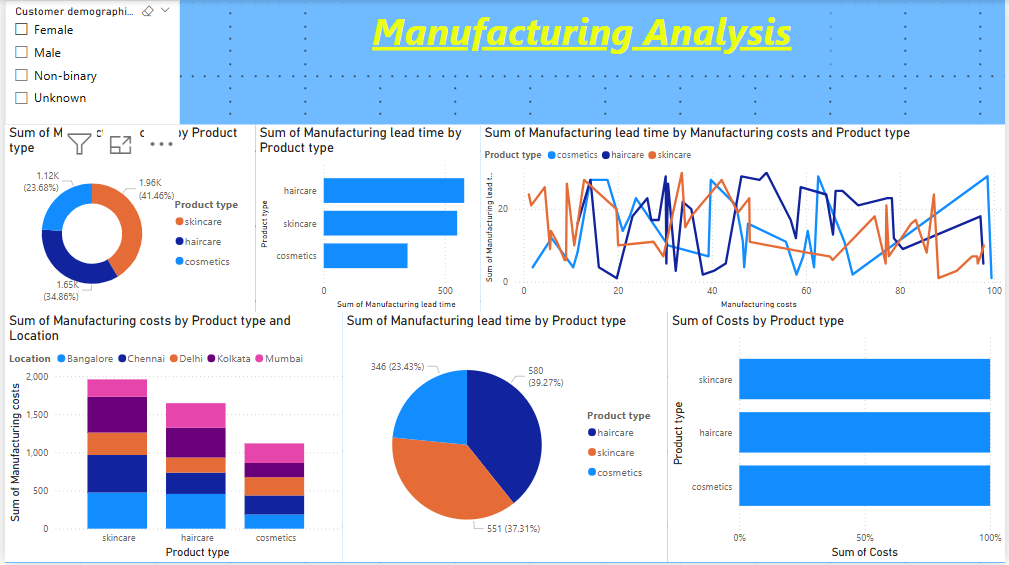 Customer demographi...
Female
Male
Non-binary
Unknown
Manufacturing Analysis
Sum of M by Product
type
1.12K
(23.68%)
1.96K
(41.46%)
1.65K
(34.86%)
Product type
skincare
haircare
cosmetics
Sum of Manufacturing lead time by
Product type
Product type
haircare
skincare
cosmetics
0 500
Sum of Manufacturing lead time
Sum of Manufacturing lead time by Manufacturing costs and Product type
Product type cosmetics haircare skincare
Sum of Manufacturing lead t...
20
0
0 20 40 60 80 100
Manufacturing costs
Sum of Manufacturing costs by Product type and
Location
Location Bangalore Chennai Delhi Kolkata Mumbai
Sum of Manufacturing costs
2,000
1,500
1,000
500
0
skincare haircare cosmetics
Product type
Sum of Manufacturing lead time by Product type
346 (23.43%)
580
(39.27%)
551 (37.31%)
Product type
haircare
skincare
cosmetics
Sum of Costs by Product type
Product type
skincare
haircare
cosmetics
0% 50% 100%
Sum of Costs